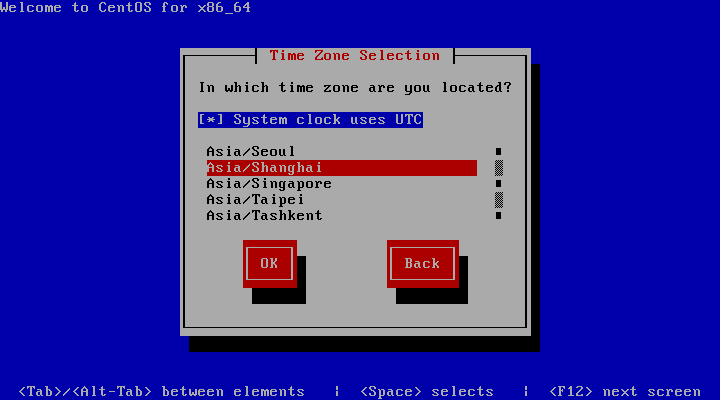 Welcome to CentOS for x86_64
Time Zone Selection
In which time zone are you located?
[*] System clock uses UTC
Asia/Seoul
Asia/Shanghai
Asia/Singapore
Asia/Taipei
Asia/Tashkent
OK Back
<Tab>/<Alt-Tab> between elements | <Space> selects | <F12> next screen